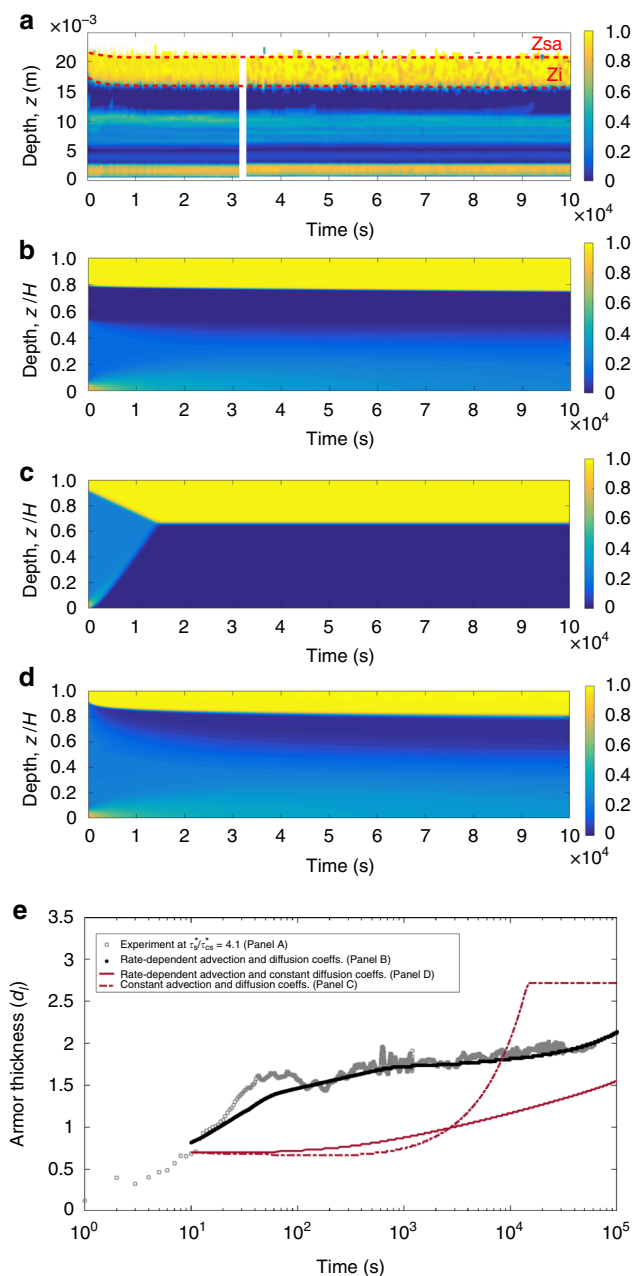 a
×10⁻³
Zsa
Zi
Depth, z (m)
20
15
10
5
0
1.0
0.8
0.6
0.4
0.2
0
0 1 2 3 4 5 6 7 8 9 10
×10⁴
Time (s)
b
Depth, z/H
1.0
0.8
0.6
0.4
0.2
0
1.0
0.8
0.6
0.4
0.2
0
0 1 2 3 4 5 6 7 8 9 10
×10⁴
Time (s)
c
Depth, z/H
1.0
0.8
0.6
0.4
0.2
0
1.0
0.8
0.6
0.4
0.2
0
0 1 2 3 4 5 6 7 8 9 10
×10⁴
Time (s)
d
Depth, z/H
1.0
0.8
0.6
0.4
0.2
0
1.0
0.8
0.6
0.4
0.2
0
0 1 2 3 4 5 6 7 8 9 10
×10⁴
Time (s)
e
Armor thickness (dₗ)
3.5
3.0
2.5
2.0
1.5
1.0
0.5
0
Experiment at τ*ₛ/τ*cs = 4.1 (Panel A)
Rate-dependent advection and diffusion coeffs. (Panel B)
Rate-dependent advection and constant diffusion coeffs. (Panel D)
Constant advection and diffusion coeffs. (Panel C)
10⁰ 10¹ 10² 10³ 10⁴ 10⁵
Time (s)